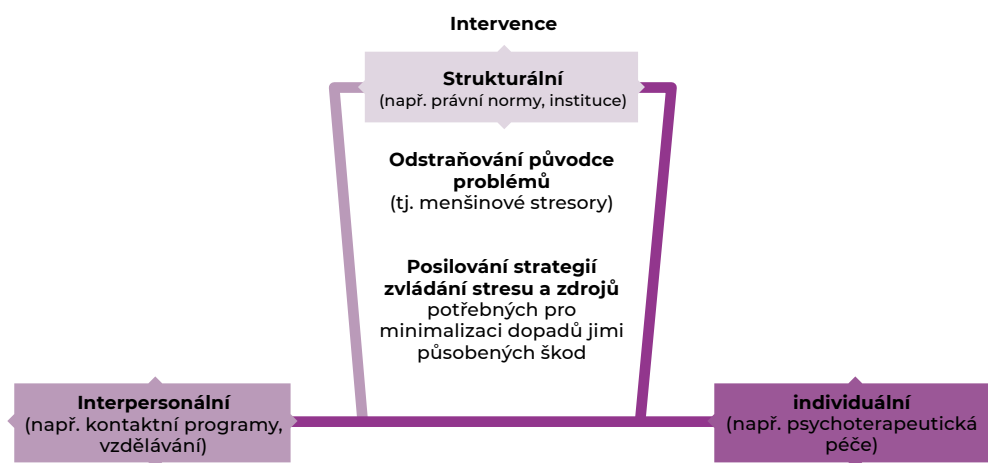 Intervence
Strukturální
(např. právní normy, instituce)
Odstraňování původce
problémů
(tj. menšinové stresory)
Posilování strategií
zvládání stresu a zdrojů
potřebných pro
minimalizaci dopadů jimi
působených škod
Interpersonální
(např. kontaktní programy,
vzdělávání)
individuální
(např. psychoterapeutická
péče)